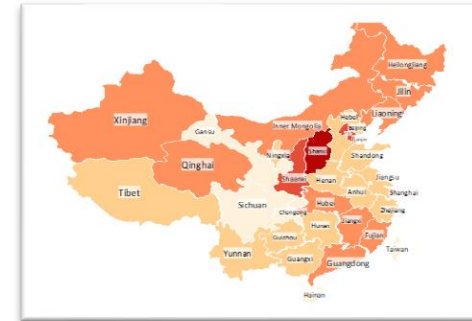 Heilongjiang
Jilin
Liaoning
Xinjiang
Inner Mongolia
Gansu
Hebei
Beijing
Ningxia
Shanxi
Shandong
Qinghai
Shaanxi
Henan
Jiangsu
Tibet
Sichuan
Anhui
Shanghai
Hubei
Chongqing
Zhejiang
Hunan
Jiangxi
Guizhou
Fujian
Yunnan
Guangxi
Guangdong
Taiwan
Hainan